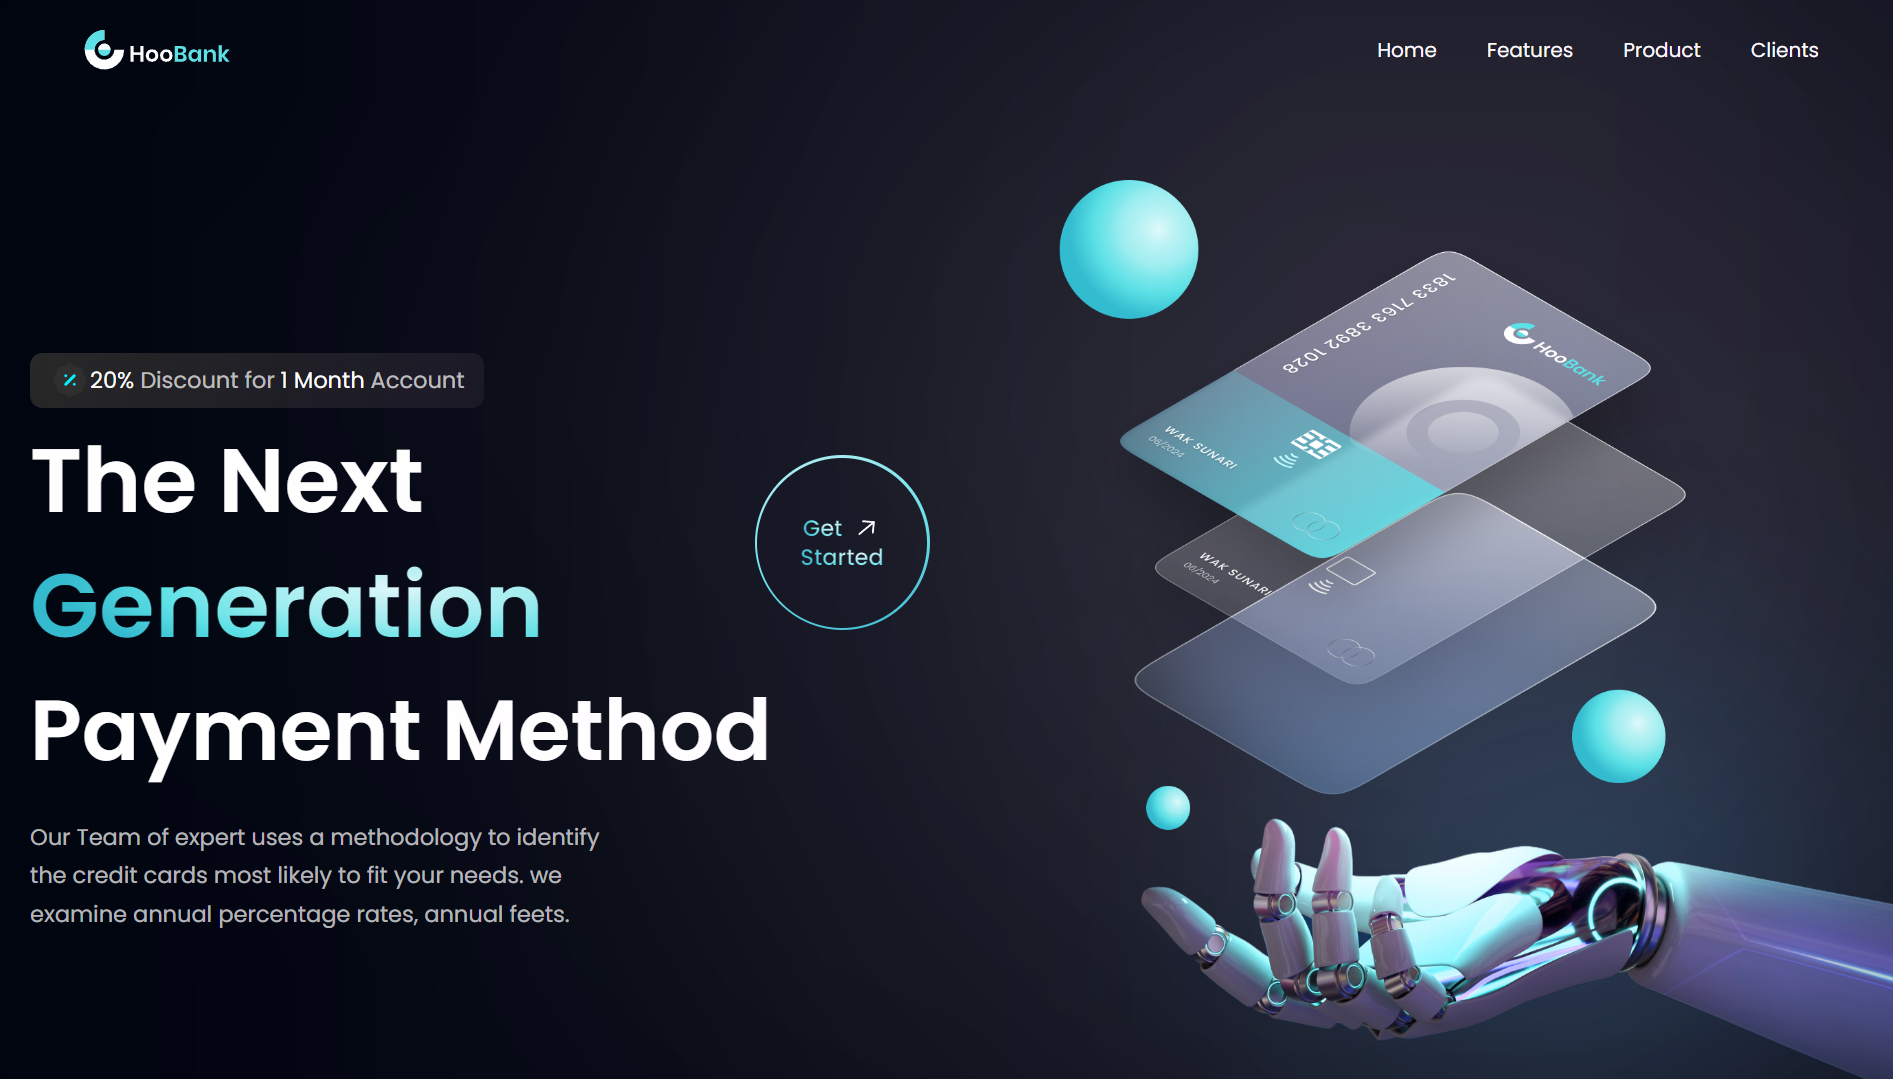 HooBank
Home
Features
Product
Clients
20% Discount for 1 Month Account
The Next
Generation
Payment Method
Get
Started
Our Team of expert uses a methodology to identify
the credit cards most likely to fit your needs. we
examine annual percentage rates, annual feets.
1833 7163 3892 1028
HooBank
WAK SUNARI
06/2024
WAK SUNARI
06/2024